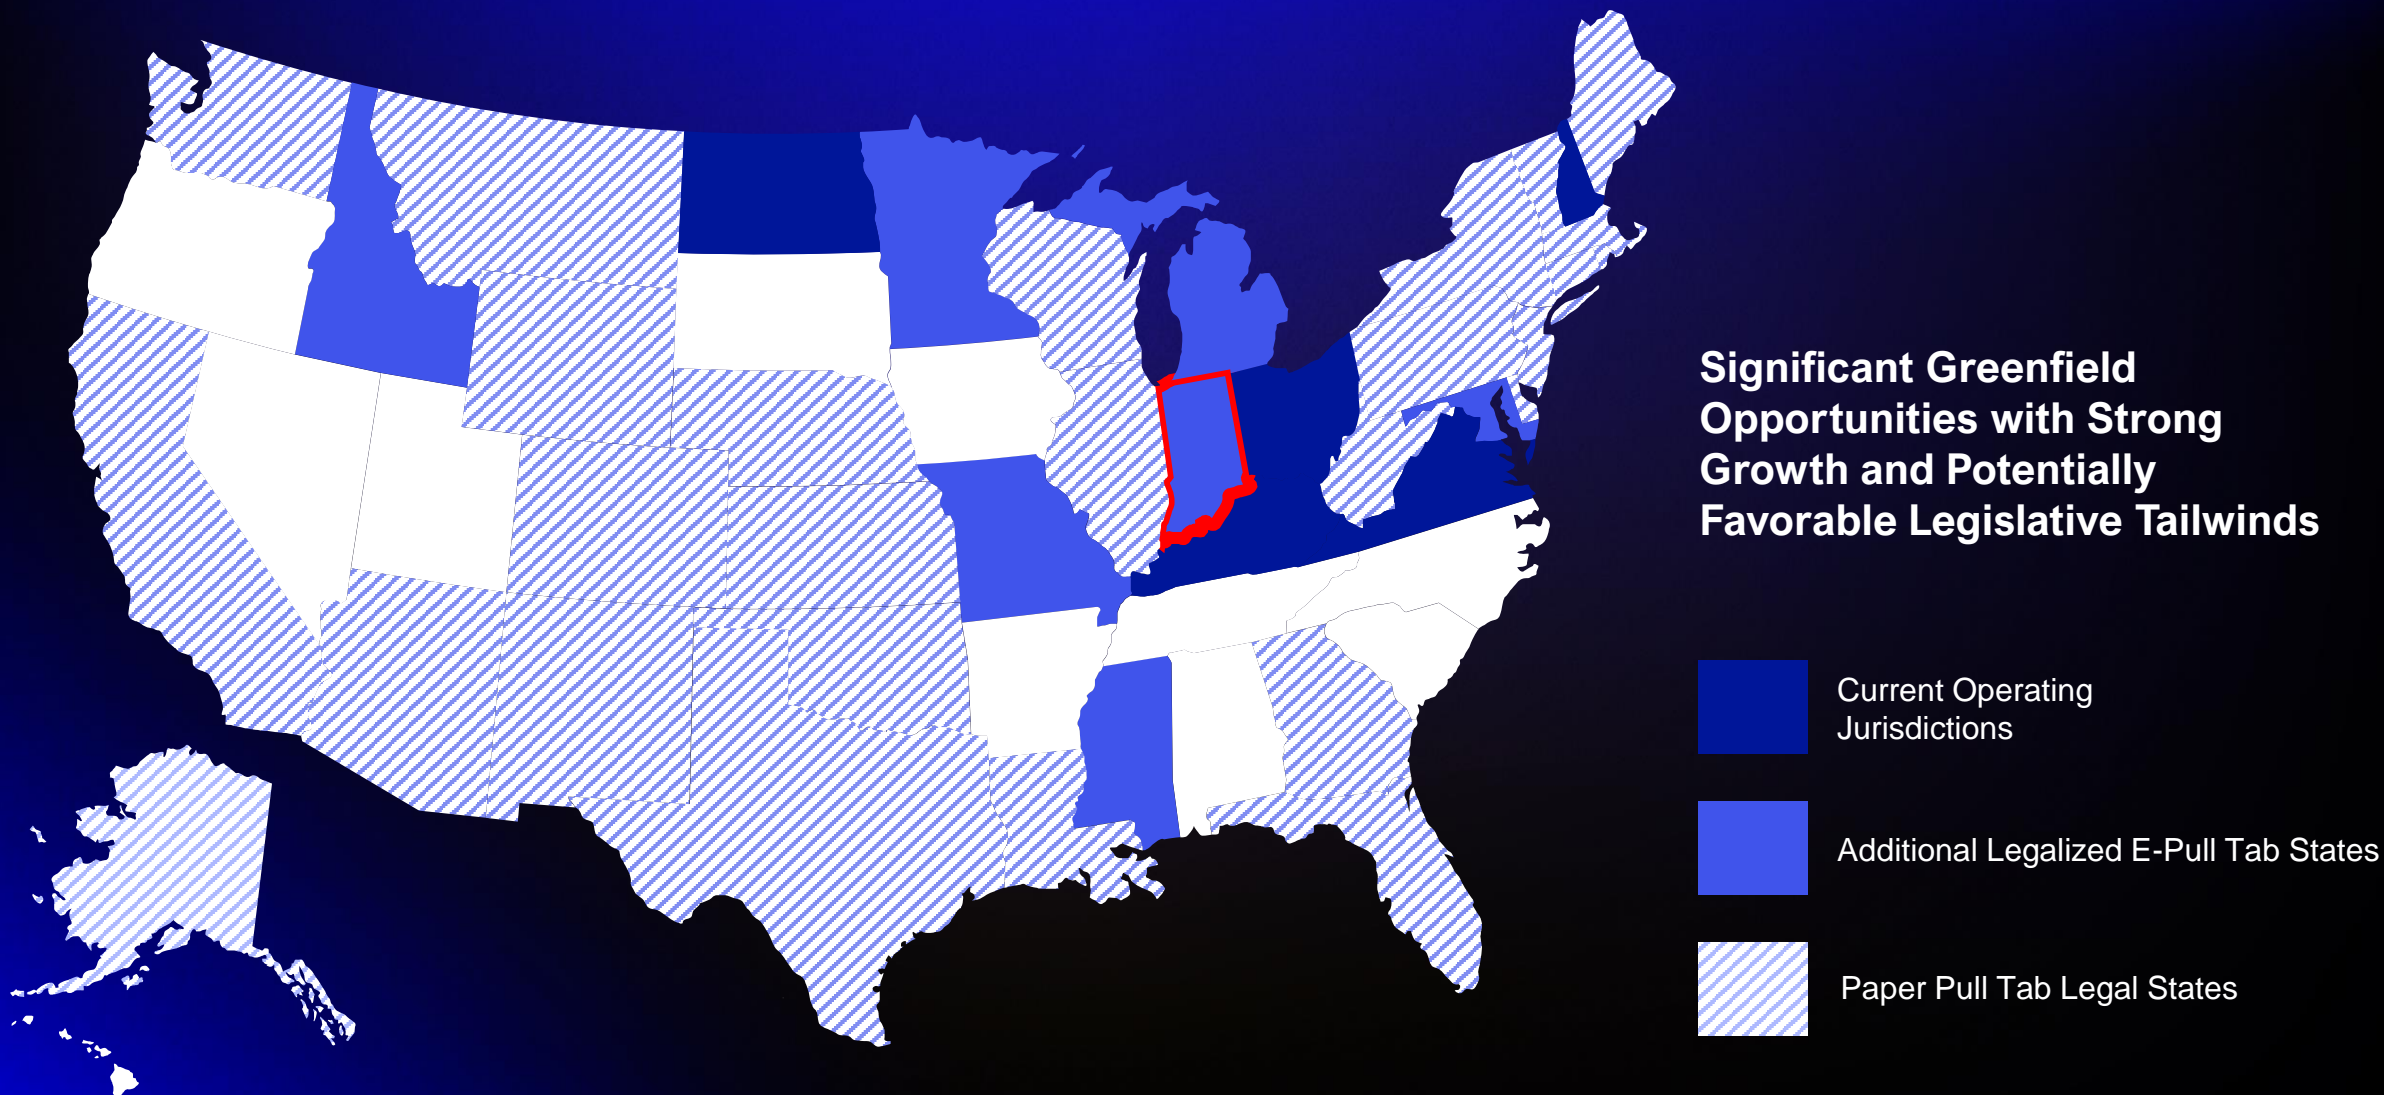 Significant Greenfield
Opportunities with Strong
Growth and Potentially
Favorable Legislative Tailwinds
Current Operating
Jurisdictions
Additional Legalized E-Pull Tab States
Paper Pull Tab Legal States